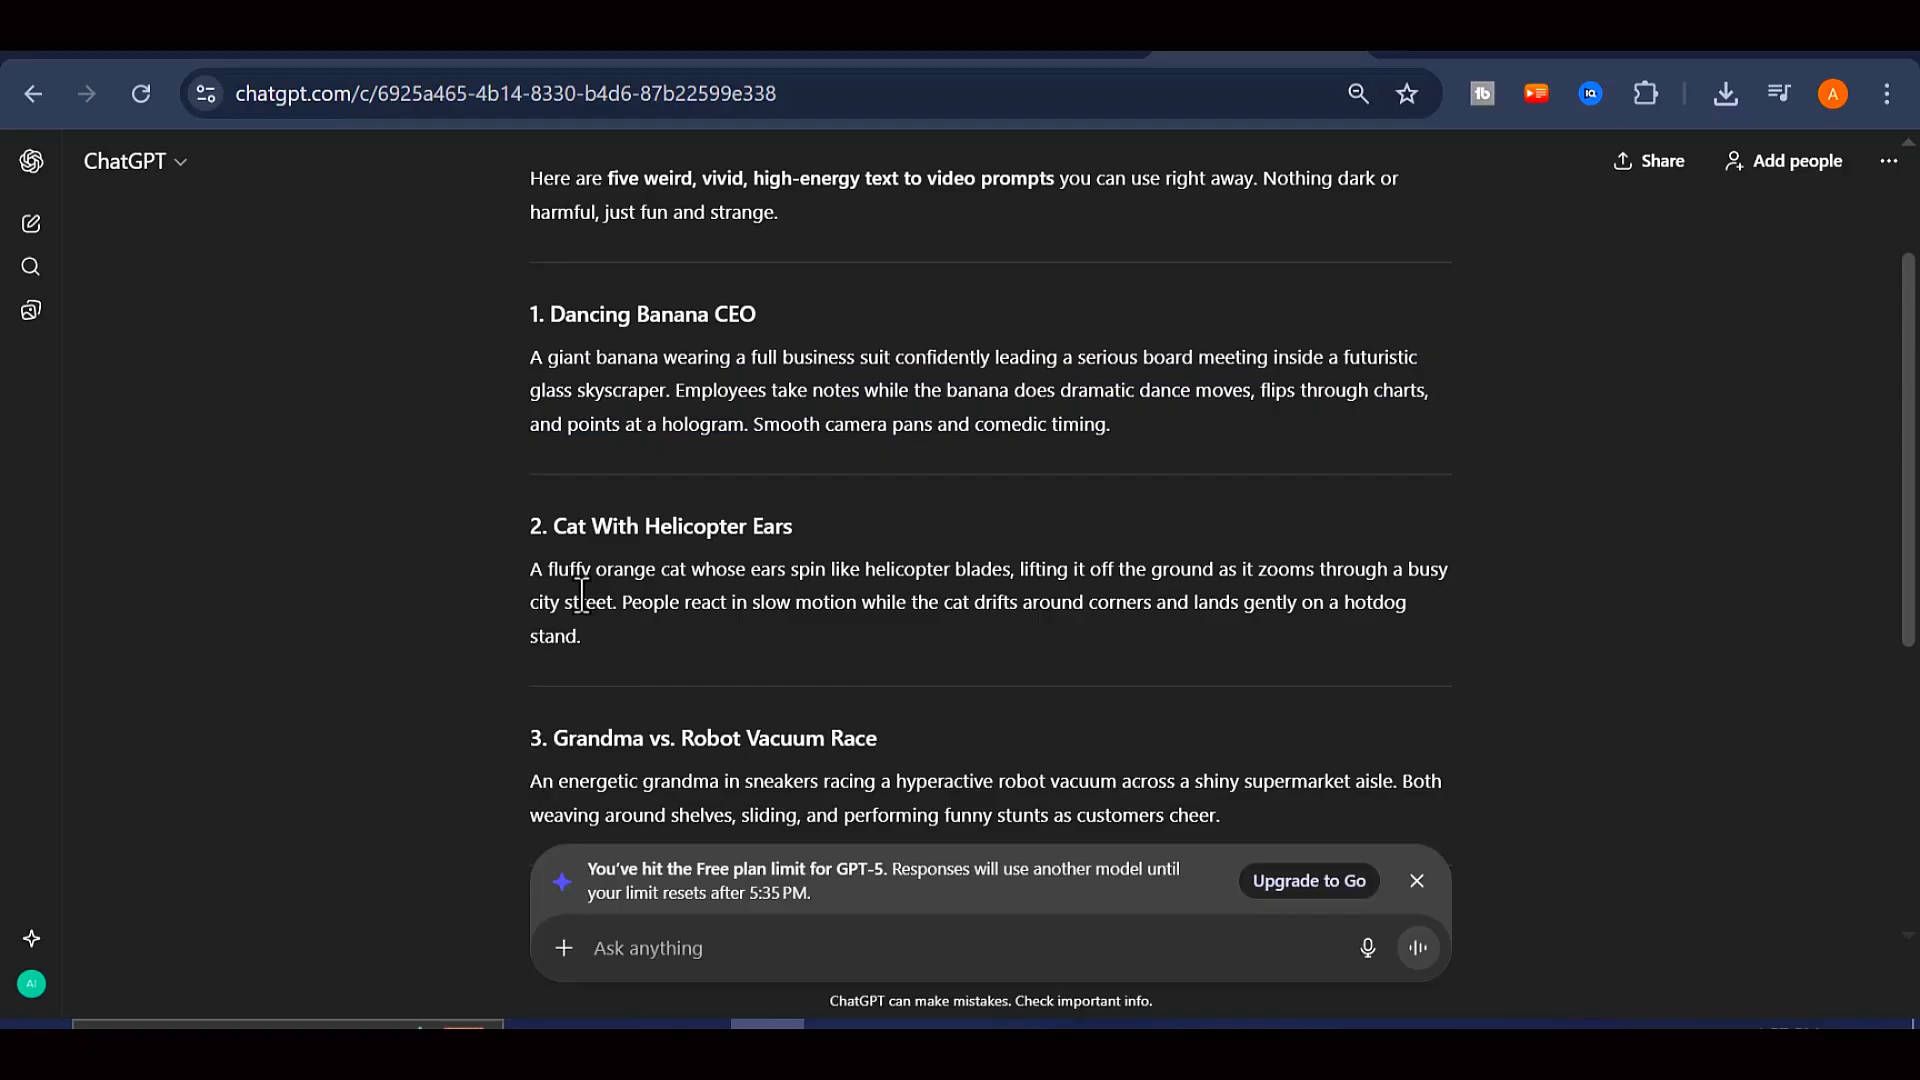 chatgpt.com/c/6925a465-4b14-8330-b4d6-87b22599e338
1b
IQ
A
ChatGPT
Share
Add people
Here are five weird, vivid, high-energy text to video prompts you can use right away. Nothing dark or
harmful, just fun and strange.
1. Dancing Banana CEO
A giant banana wearing a full business suit confidently leading a serious board meeting inside a futuristic
glass skyscraper. Employees take notes while the banana does dramatic dance moves, flips through charts,
and points at a hologram. Smooth camera pans and comedic timing.
2. Cat With Helicopter Ears
A fluffy orange cat whose ears spin like helicopter blades, lifting it off the ground as it zooms through a busy
city street. People react in slow motion while the cat drifts around corners and lands gently on a hotdog
stand.
3. Grandma vs. Robot Vacuum Race
An energetic grandma in sneakers racing a hyperactive robot vacuum across a shiny supermarket aisle. Both
weaving around shelves, sliding, and performing funny stunts as customers cheer.
You've hit the Free plan limit for GPT-5. Responses will use another model until
your limit resets after 5:35 PM.
Upgrade to Go
Ask anything
AI
ChatGPT can make mistakes. Check important info.